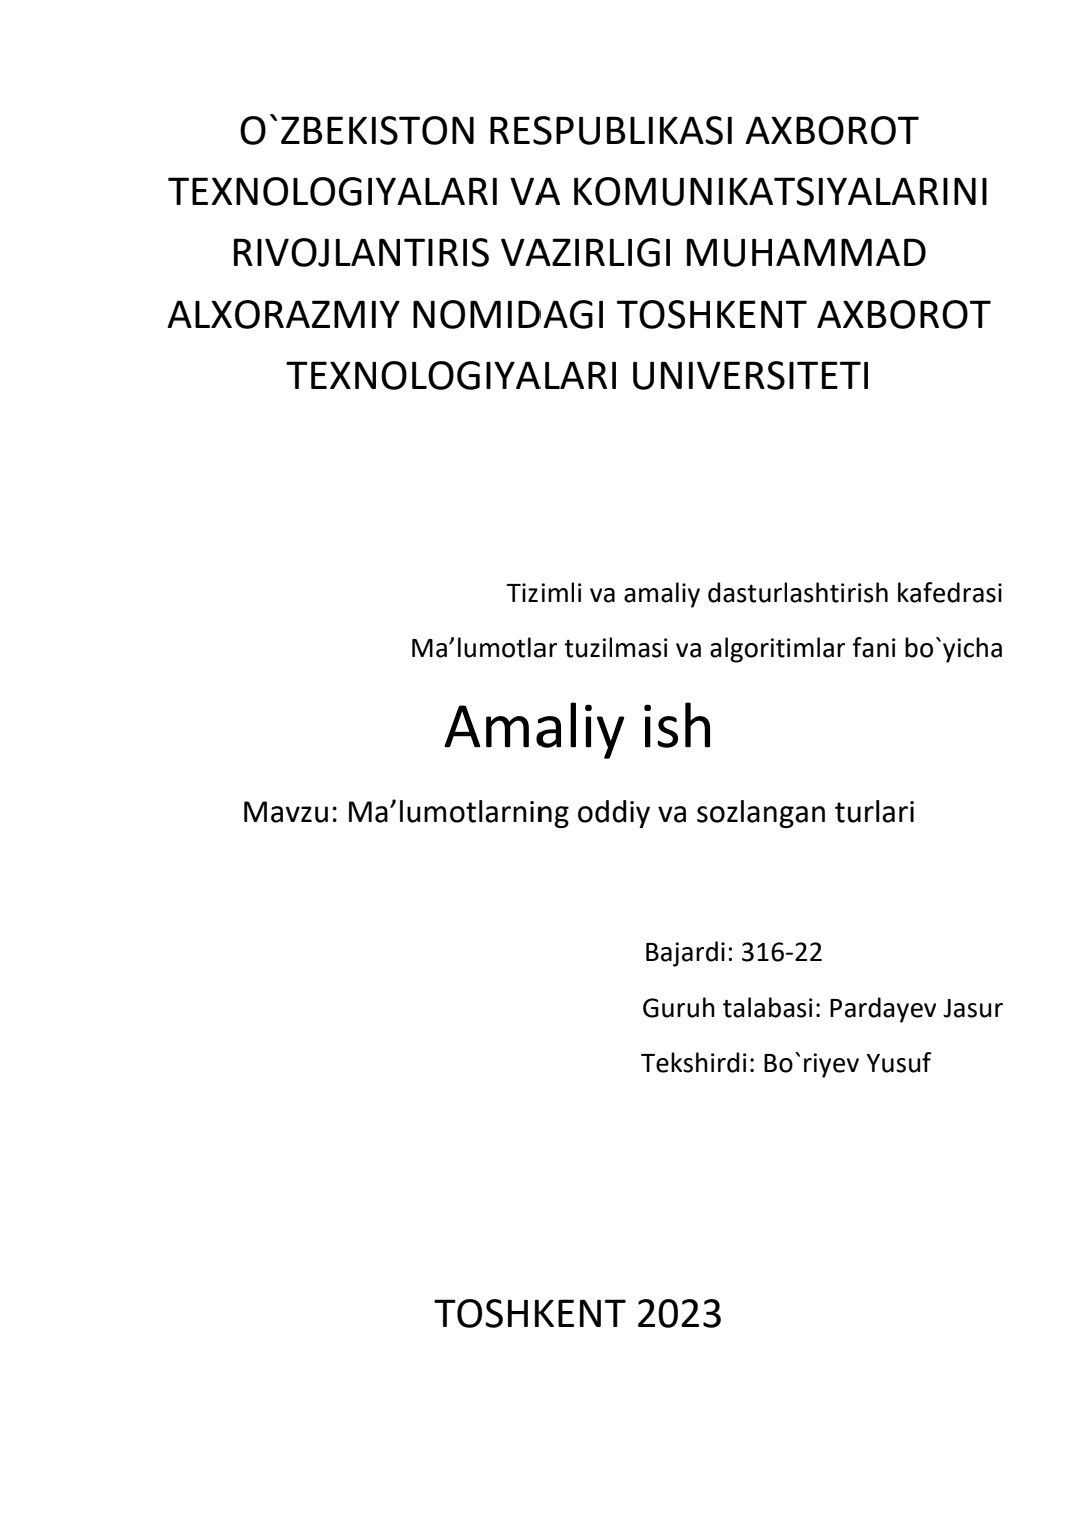 O`ZBEKISTON RESPUBLIKASI AXBOROT
TEXNOLOGIYALARI VA KOMUNIKATSIYALARINI
RIVOJLANTIRIS VAZIRLIGI MUHAMMAD
ALXORAZMIY NOMIDAGI TOSHKENT AXBOROT
TEXNOLOGIYALARI UNIVERSITETI
Tizimli va amaliy dasturlashtirish kafedrasi
Ma’lumotlar tuzilmasi va algoritimlar fani bo`yicha
Amaliy ish
Mavzu: Ma’lumotlarning oddiy va sozlangan turlari
Bajardi: 316-22
Guruh talabasi: Pardayev Jasur
Tekshirdi: Bo`riyev Yusuf
TOSHKENT 2023